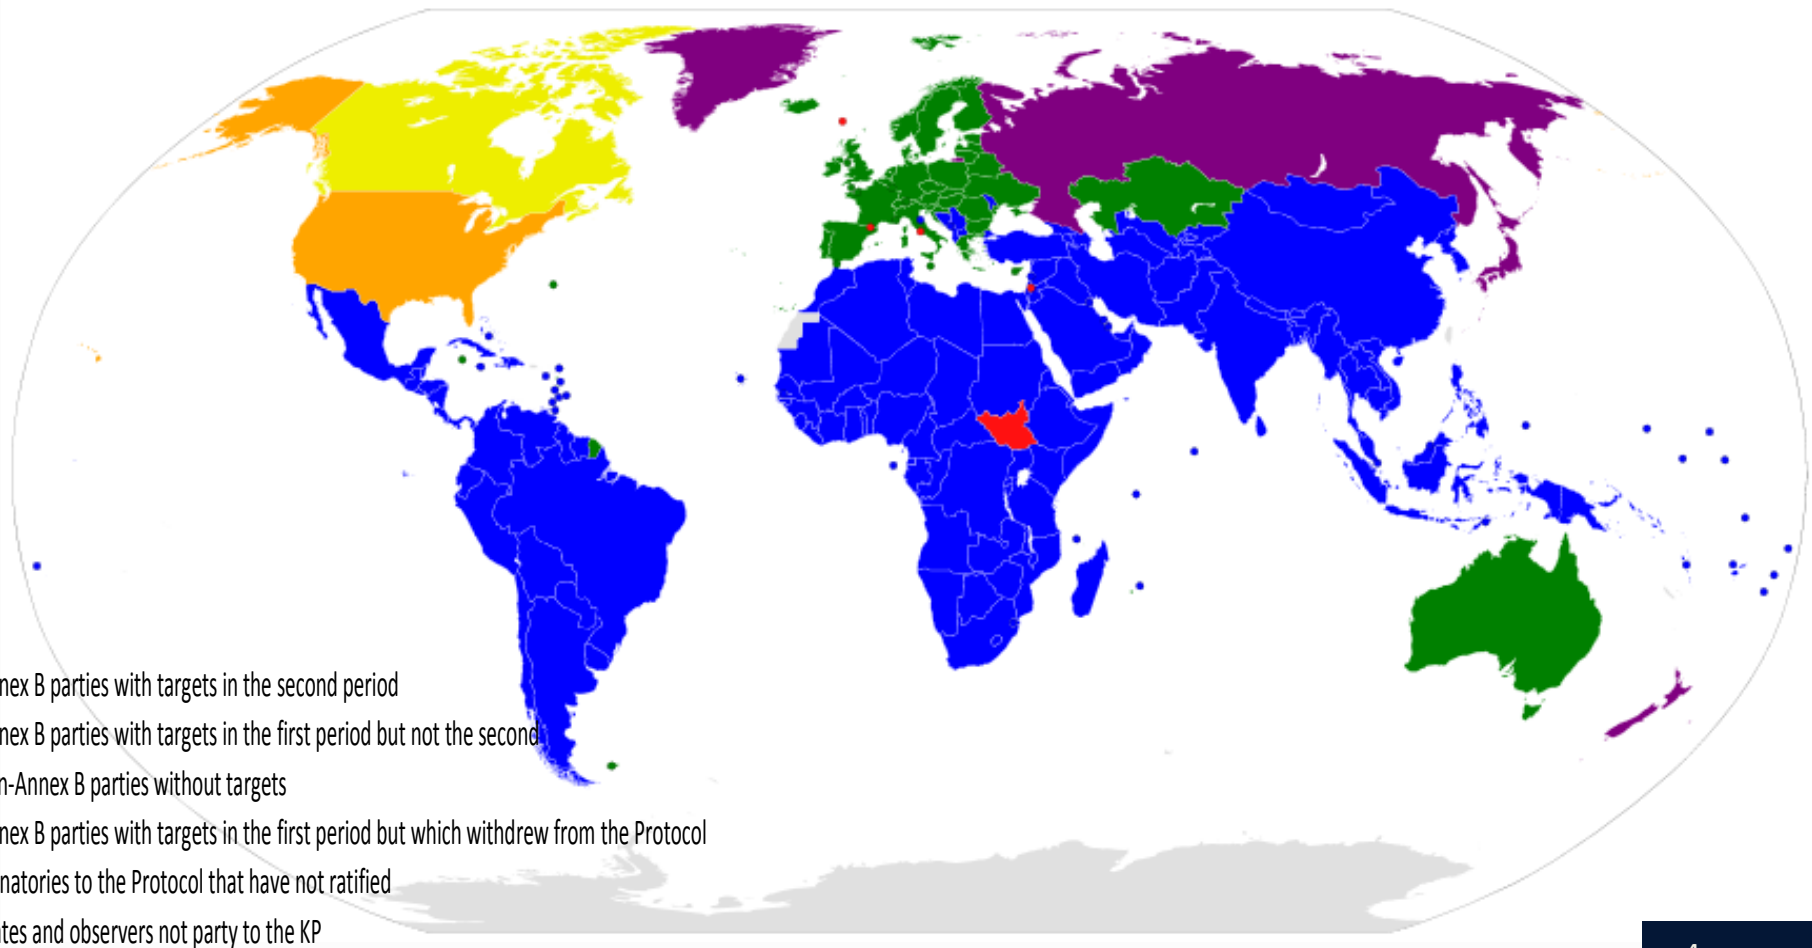 nex B parties with targets in the second period
nex B parties with targets in the first period but not the second
n-Annex B parties without targets
nex B parties with targets in the first period but which withdrew from the Protocol
natories to the Protocol that have not ratified
tes and observers not party to the KP